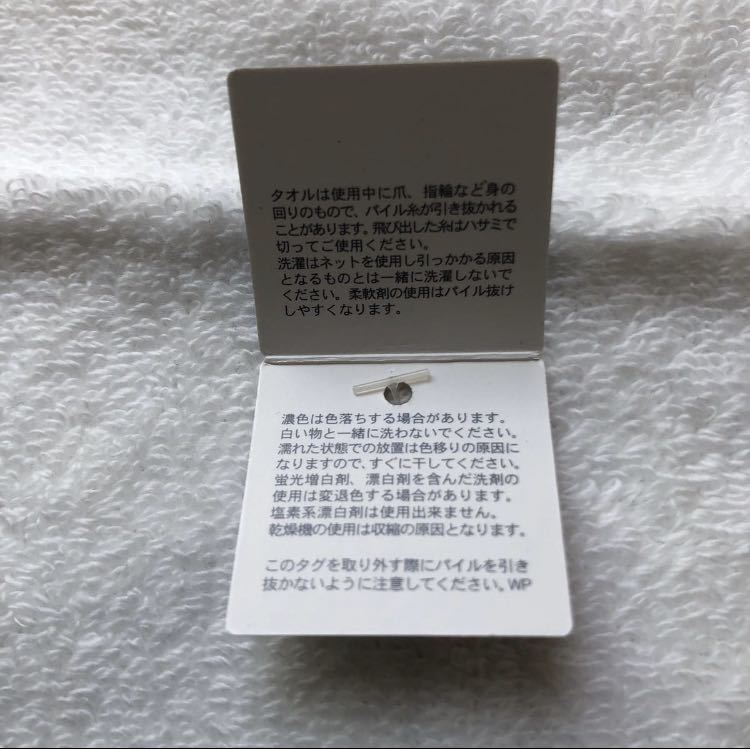 タオルは使用中に爪、指輪など身の
回りのもので、パイル糸が引き抜かれる
ことがあります。飛び出した糸はハサミで
切ってご使用ください。
洗濯はネットを使用し引っかかる原因
となるものとは一緒に洗濯しないで
ください。柔軟剤の使用はパイル抜け
しやすくなります。
濃色は色落ちする場合があります。
白い物と一緒に洗わないでください。
濡れた状態での放置は色移りの原因に
なりますので、すぐに干してください。
蛍光増白剤、漂白剤を含んだ洗剤の
使用は変退色する場合があります。
塩素系漂白剤は使用出来ません。
乾燥機の使用は収縮の原因となります。
このタグを取り外す際にパイルを引き
抜かないように注意してください。WP